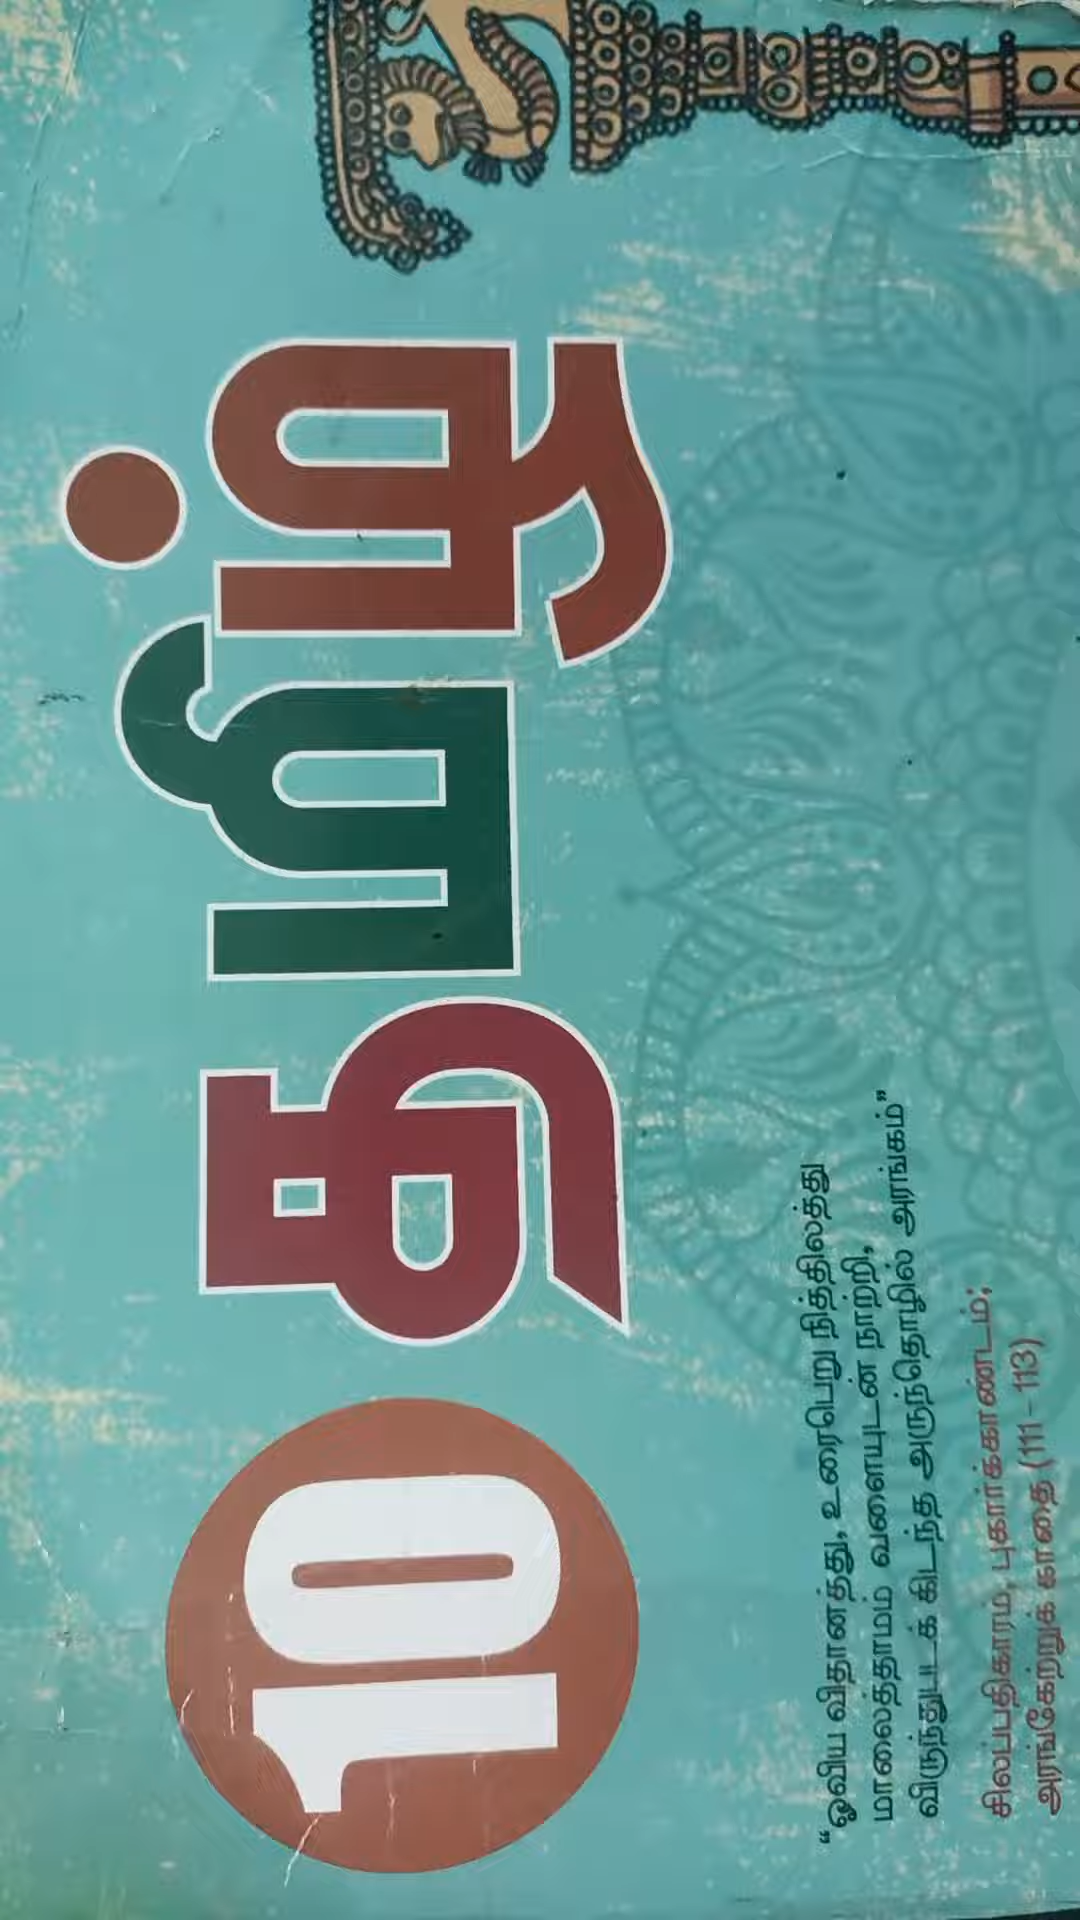 10 தமிழ்
“ஓவிய விதானத்து, உரைபெறு நித்திலத்து
மாலைத்தாமம் வளையுடன் நாற்றி,
விருந்துபடக் கிடந்த அருந்தொழில் அரங்கம்”
சிலப்பதிகாரம், புகார்க்காண்டம்;
அரங்கேற்றுக் காதை (111 - 113)